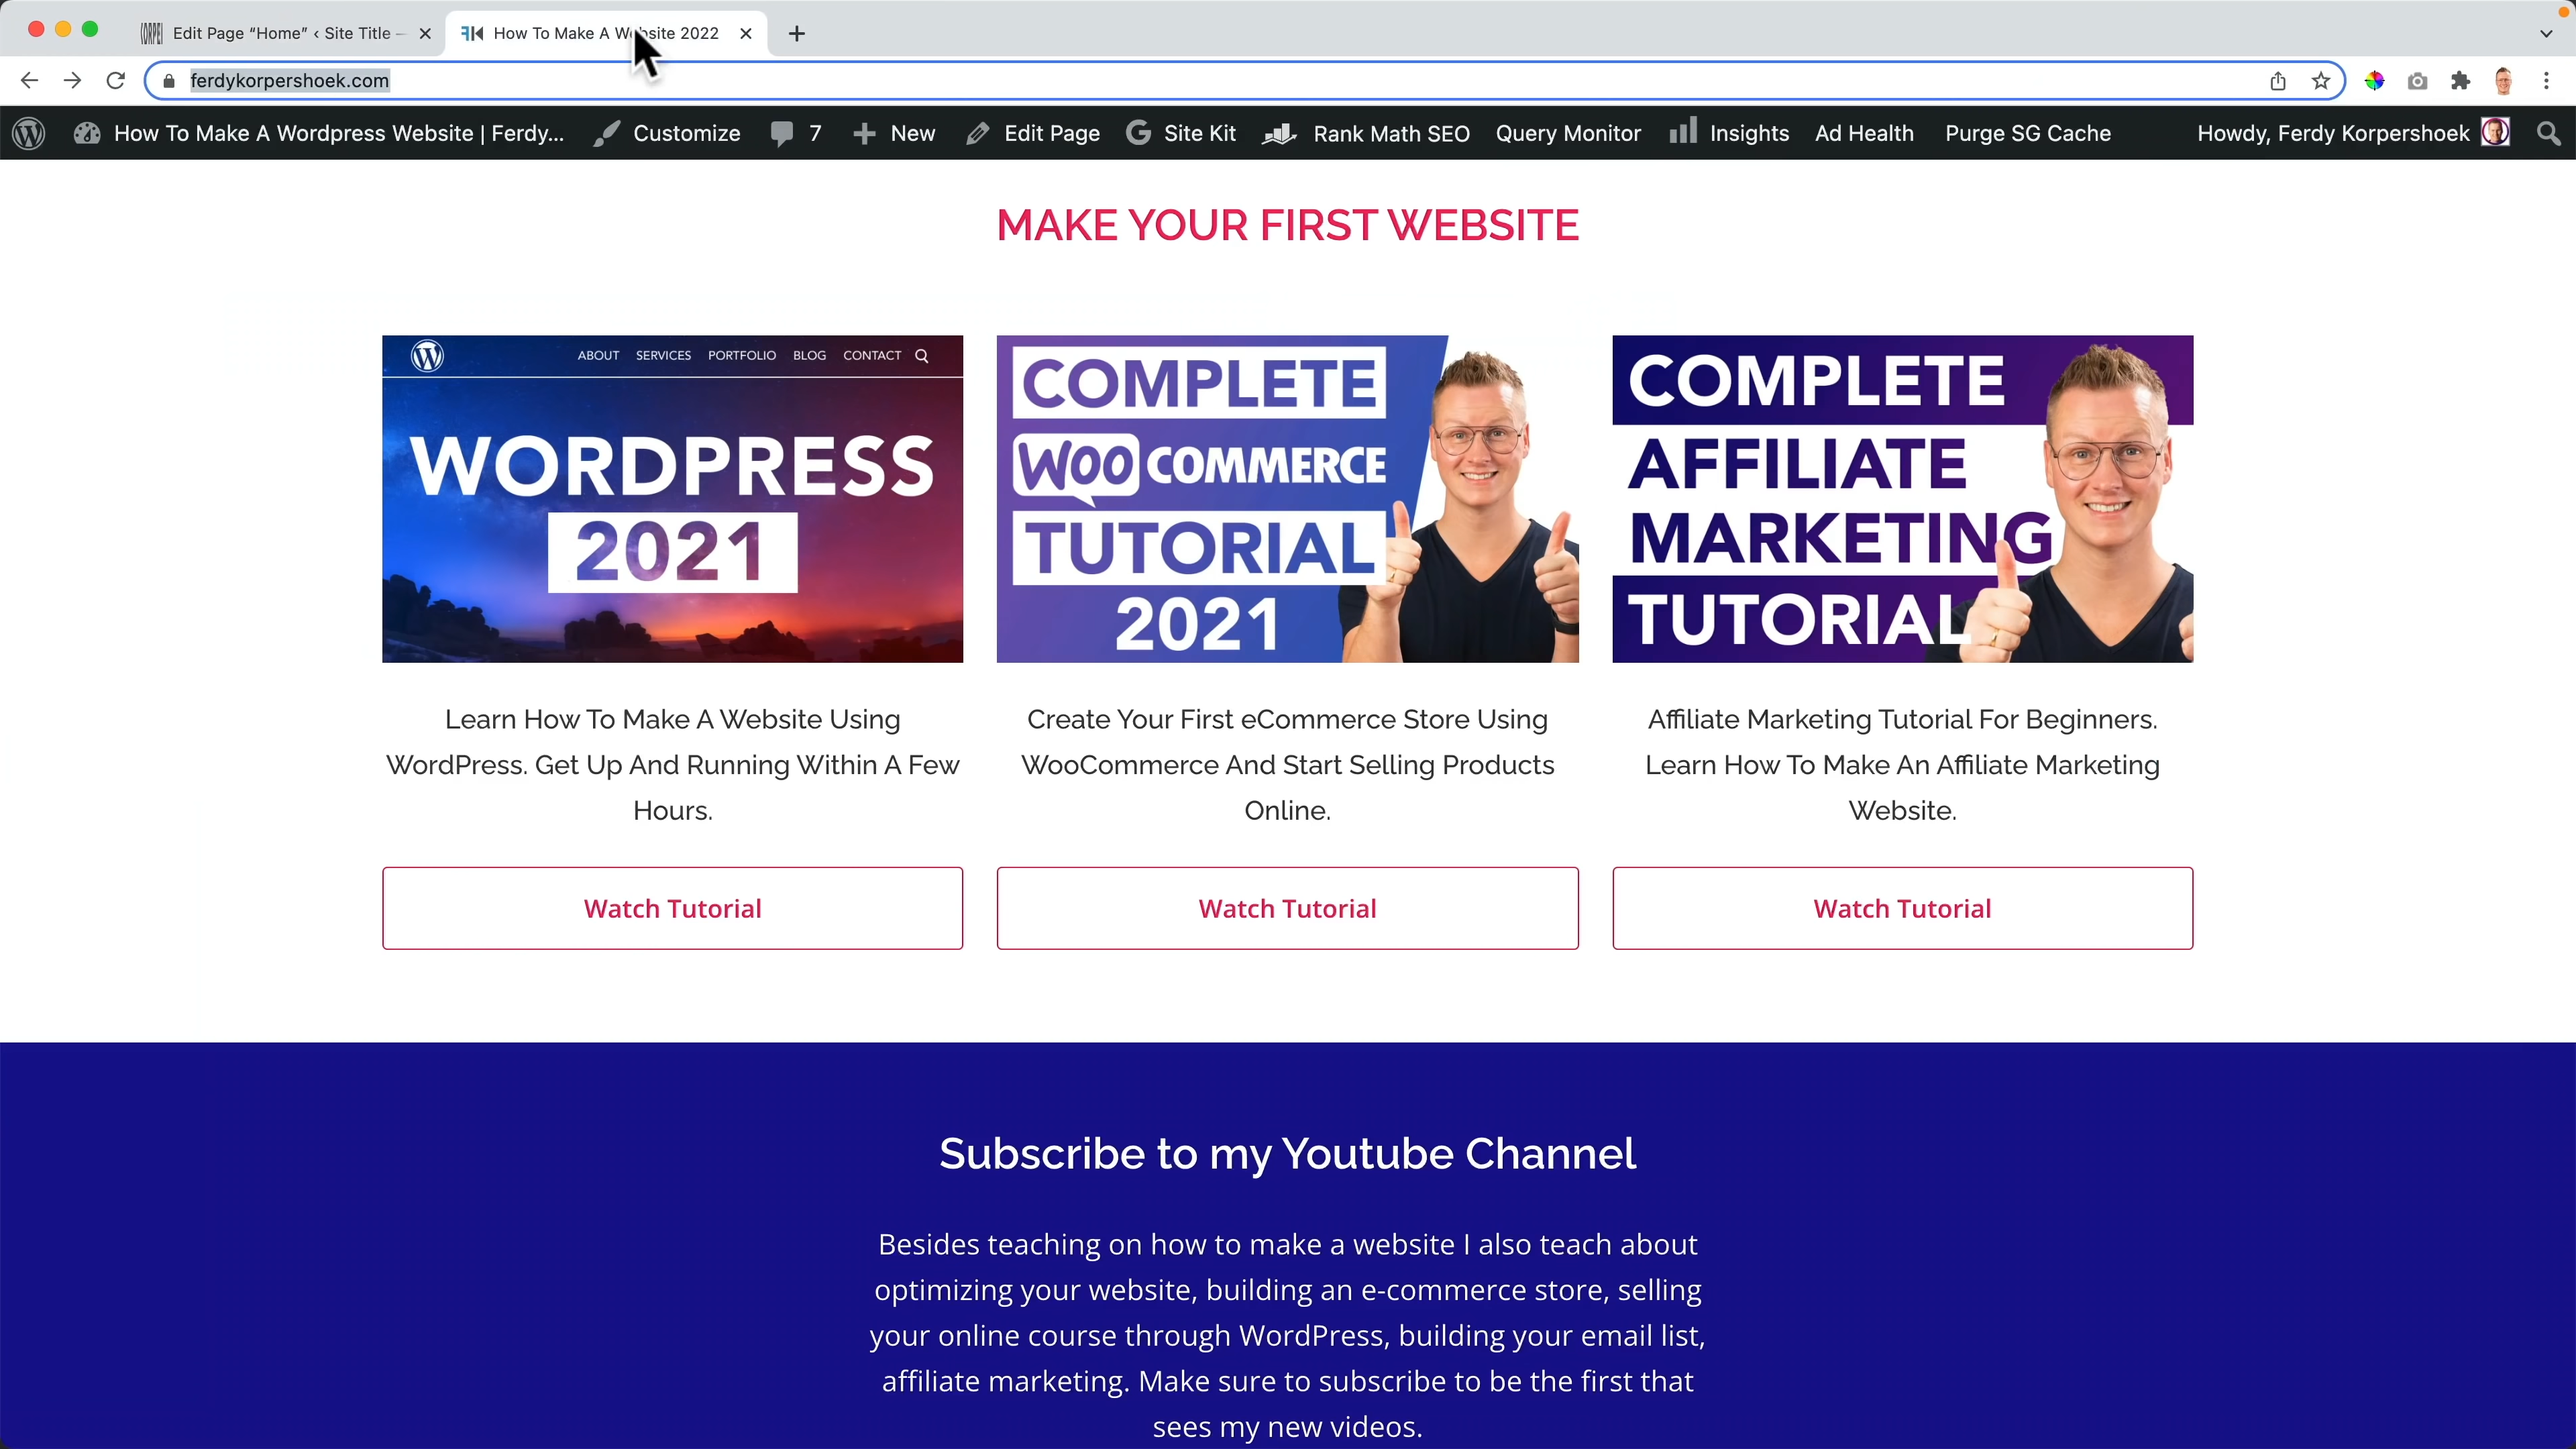 Edit Page “Home” ‹ Site Title —
How To Make A Website 2022
ferdykorpershoek.com
How To Make A Wordpress Website | Ferdy...
Customize
7
New
Edit Page
Site Kit
Rank Math SEO
Query Monitor
Insights
Ad Health
Purge SG Cache
Howdy, Ferdy Korpershoek
MAKE YOUR FIRST WEBSITE
ABOUT SERVICES PORTFOLIO BLOG CONTACT
WORDPRESS
2021
Learn How To Make A Website Using
WordPress. Get Up And Running Within A Few
Hours.
Watch Tutorial
COMPLETE
WOO COMMERCE
TUTORIAL
2021
Create Your First eCommerce Store Using
WooCommerce And Start Selling Products
Online.
Watch Tutorial
COMPLETE
AFFILIATE
MARKETING
TUTORIAL
Affiliate Marketing Tutorial For Beginners.
Learn How To Make An Affiliate Marketing
Website.
Watch Tutorial
Subscribe to my Youtube Channel
Besides teaching on how to make a website I also teach about
optimizing your website, building an e-commerce store, selling
your online course through WordPress, building your email list,
affiliate marketing. Make sure to subscribe to be the first that
sees my new videos.